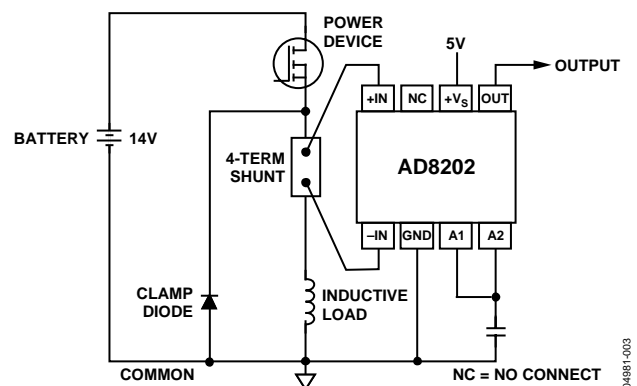 POWER
DEVICE
5V
OUTPUT
+IN NC +VS OUT
BATTERY 14V
4-TERM
SHUNT
AD8202
–IN GND A1 A2
CLAMP
DIODE
INDUCTIVE
LOAD
COMMON
NC = NO CONNECT
04981-003